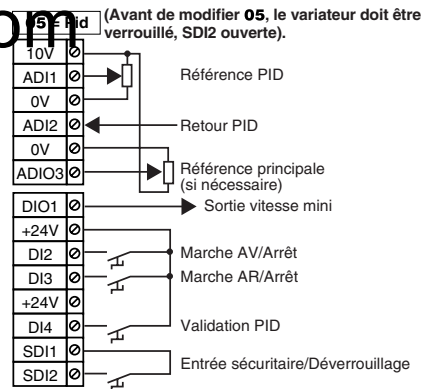 om
05 = Pid
(Avant de modifier 05, le variateur doit être
verrouillé, SDI2 ouverte).
10V
ADI1
Référence PID
0V
ADI2
Retour PID
0V
ADIO3
Référence principale
(si nécessaire)
DIO1
Sortie vitesse mini
+24V
DI2
Marche AV/Arrêt
DI3
Marche AR/Arrêt
+24V
DI4
Validation PID
SDI1
SDI2
Entrée sécuritaire/Déverrouillage